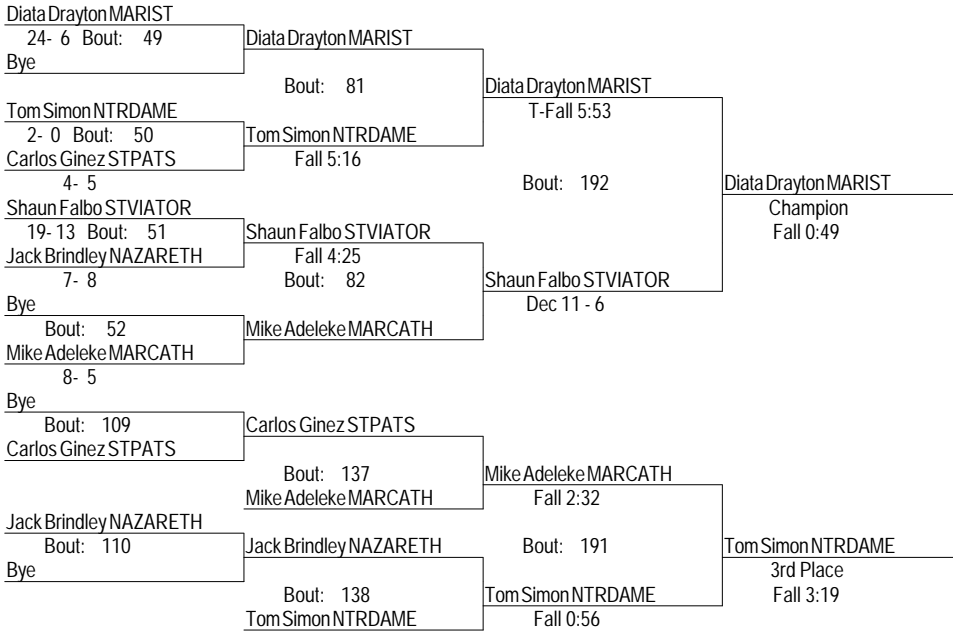 Diata Drayton MARIST
24- 6 Bout: 49 Diata Drayton MARIST
Bye
Bout: 81 Diata Drayton MARIST
Tom Simon NTRDAME T-Fall 5:53
2- 0 Bout: 50 Tom Simon NTRDAME
Carlos Ginez STPATS Fall 5:16
4- 5 Bout: 192 Diata Drayton MARIST
Shaun Falbo STVIATOR Champion
19- 13 Bout: 51 Shaun Falbo STVIATOR Fall 0:49
Jack Brindley NAZARETH Fall 4:25
7- 8 Bout: 82 Shaun Falbo STVIATOR
Bye Dec 11 - 6
Bout: 52 Mike Adeleke MARCATH
Mike Adeleke MARCATH
8- 5
Bye
Bout: 109 Carlos Ginez STPATS
Carlos Ginez STPATS
Bout: 137 Mike Adeleke MARCATH
Mike Adeleke MARCATH Fall 2:32
Jack Brindley NAZARETH
Bout: 110 Jack Brindley NAZARETH Bout: 191 Tom Simon NTRDAME
Bye 3rd Place
Bout: 138 Tom Simon NTRDAME Fall 3:19
Tom Simon NTRDAME Fall 0:56